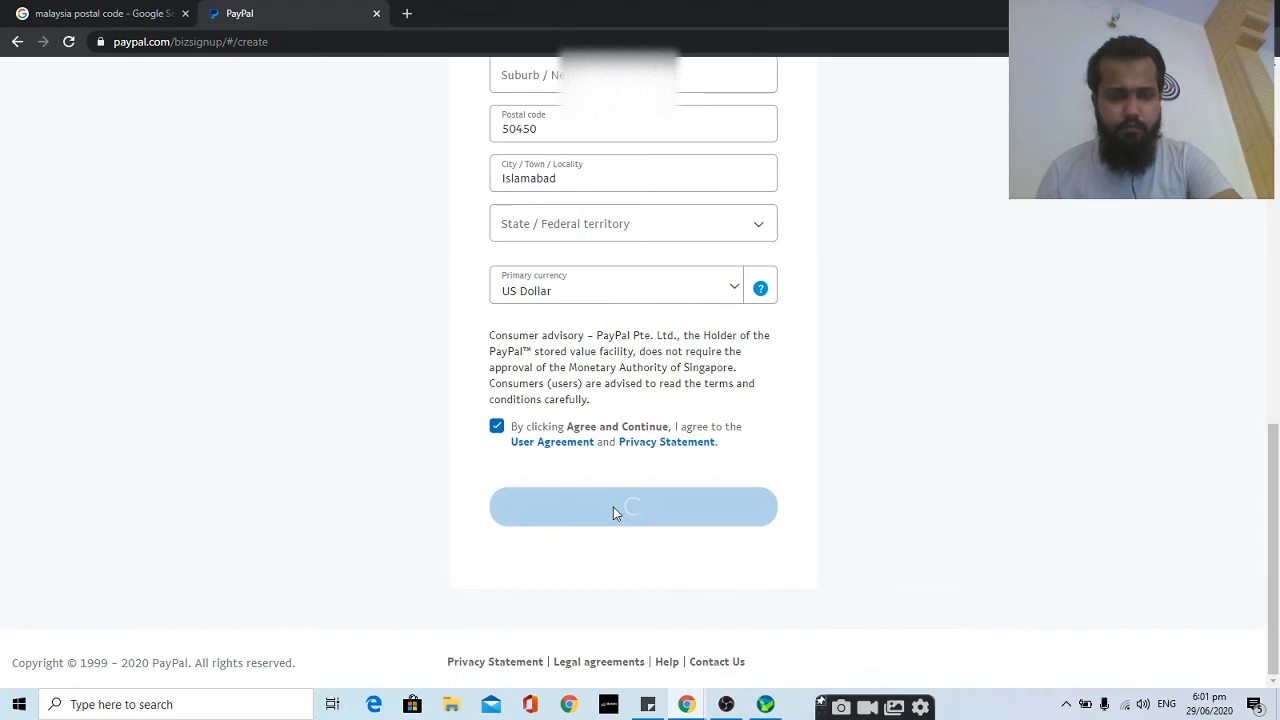 malaysia postal code - Google Se
PayPal
paypal.com/bizsignup/#/create
Suburb / Ne
Postal code
50450
City / Town / Locality
Islamabad
State / Federal territory
Primary currency
US Dollar
?
Consumer advisory – PayPal Pte. Ltd., the Holder of the
PayPal™ stored value facility, does not require the
approval of the Monetary Authority of Singapore.
Consumers (users) are advised to read the terms and
conditions carefully.
By clicking Agree and Continue, I agree to the
User Agreement and Privacy Statement.
Copyright © 1999 – 2020 PayPal. All rights reserved.
Privacy Statement | Legal agreements | Help | Contact Us
Type here to search
ENG
6:01 pm
29/06/2020
5